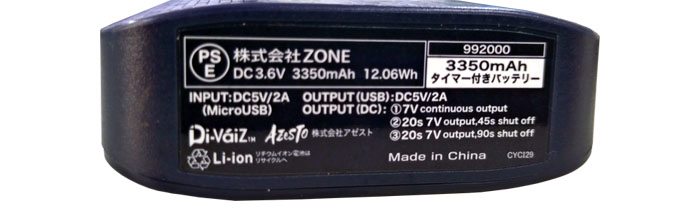 PS
E
株式会社ZONE
DC3.6V 3350mAh 12.06Wh
992000
3350mAh
タイマー付きバッテリー
INPUT:DC5V/2A
(MicroUSB)
OUTPUT(USB):DC5V/2A
OUTPUT(DC): ①7V continuous output
②20s 7V output,45s shut off
③20s 7V output,90s shut off
Di-VáiZ™ AZESTO 株式会社アゼスト
Li-ion リチウムイオン電池は
リサイクルへ
Made in China
CYC129